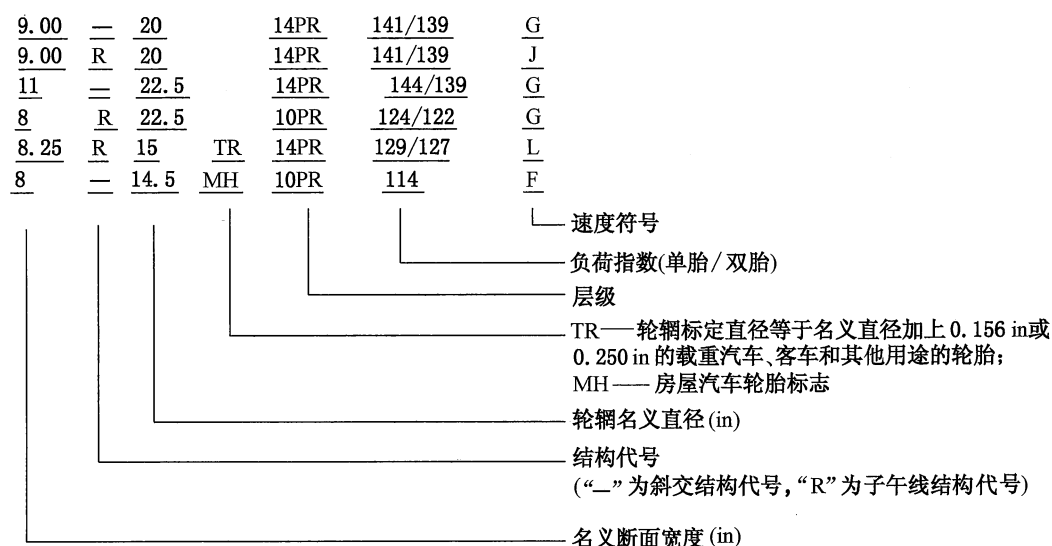 9.00 — 20 14PR 141/139 G
9.00 R 20 14PR 141/139 J
11 — 22.5 14PR 144/139 G
8 R 22.5 10PR 124/122 G
8.25 R 15 TR 14PR 129/127 L
8 — 14.5 MH 10PR 114 F
速度符号
负荷指数(单胎/双胎)
层级
TR——轮辋标定直径等于名义直径加上 0.156 in或
0.250 in 的载重汽车、客车和其他用途的轮胎;
MH—— 房屋汽车轮胎标志
轮辋名义直径(in)
结构代号
(“—”为斜交结构代号,“R”为子午线结构代号)
名义断面宽度(in)